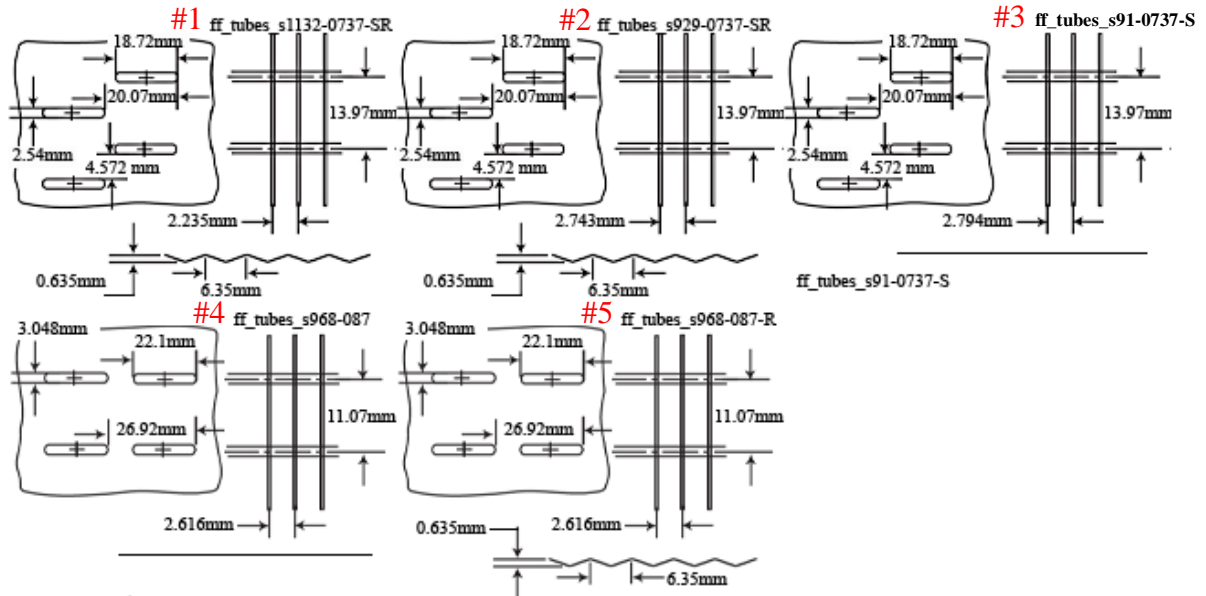 #1 ff_tubes_s1132-0737-SR
18.72mm
20.07mm
13.97mm
2.54mm
4.572 mm
2.235mm
0.635mm
6.35mm
#2 ff_tubes_s929-0737-SR
18.72mm
20.07mm
13.97mm
2.54mm
4.572 mm
2.743mm
0.635mm
6.35mm
#3 ff_tubes_s91-0737-S
18.72mm
20.07mm
13.97mm
2.54mm
4.572 mm
2.794mm
ff_tubes_s91-0737-S
#4 ff_tubes_s968-087
3.048mm
22.1mm
26.92mm
11.07mm
2.616mm
#5 ff_tubes_s968-087-R
3.048mm
22.1mm
26.92mm
11.07mm
2.616mm
0.635mm
6.35mm